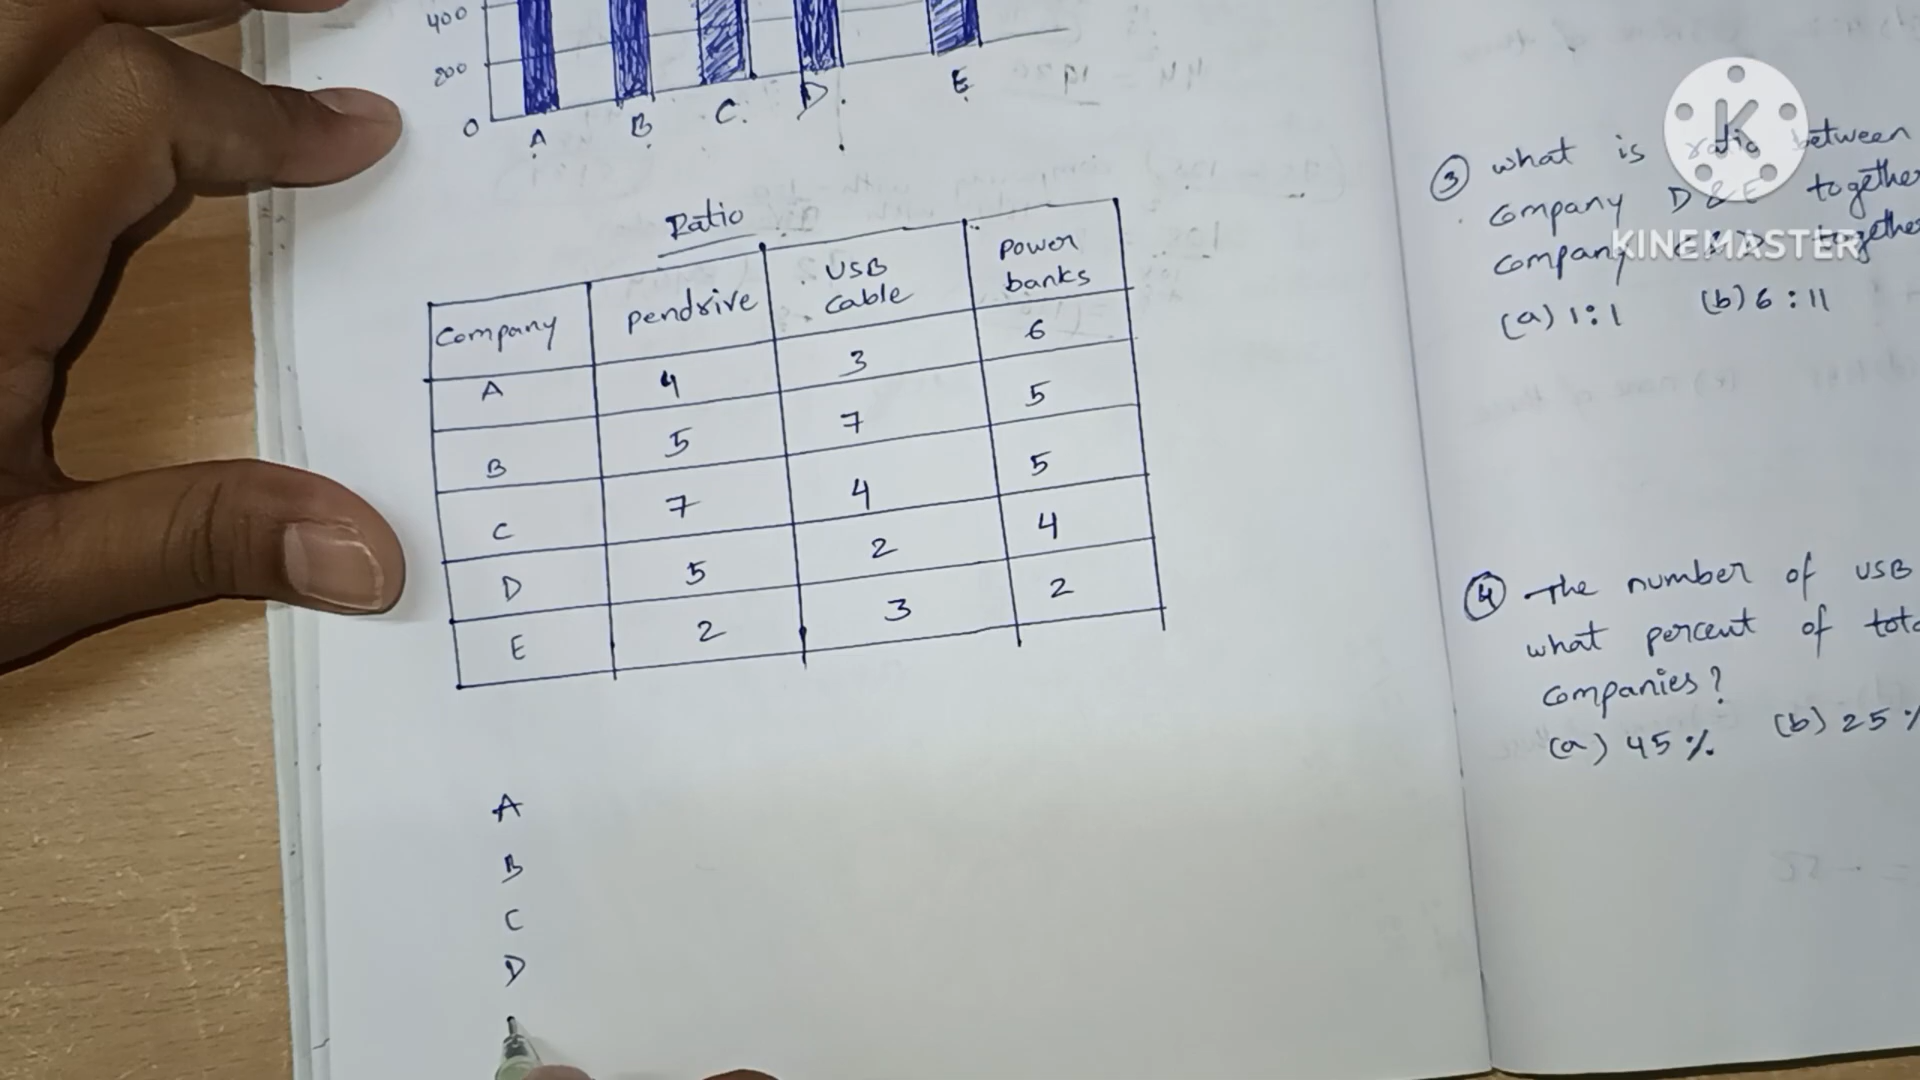 400
200
0
A B C. D. E
Ratio
Company pendrive USB cable Power banks
A 4 3 6
B 5 7 5
C 7 4 5
D 5 2 4
E 2 3 2
A
B
C
D
③ what is ratio between
company D & E together
company together
(a) 1:1 (b) 6:11
④ The number of USB
what percent of
companies?
(a) 45% (b) 25%
K
KINEMASTER